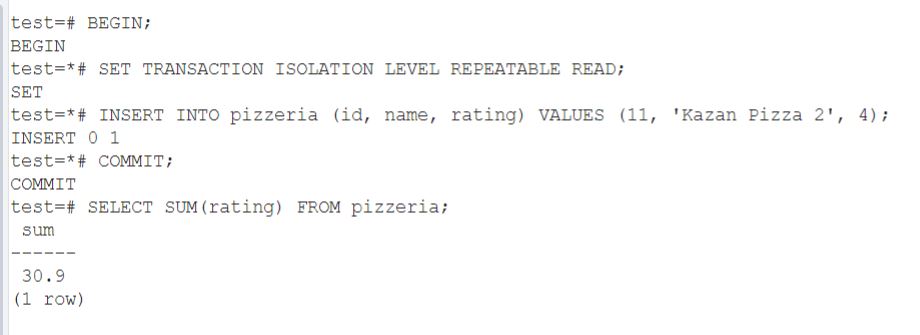 test=# BEGIN;
BEGIN
test=*# SET TRANSACTION ISOLATION LEVEL REPEATABLE READ;
SET
test=*# INSERT INTO pizzeria (id, name, rating) VALUES (11, 'Kazan Pizza 2', 4);
INSERT 0 1
test=*# COMMIT;
COMMIT
test=# SELECT SUM(rating) FROM pizzeria;
 sum
------
 30.9
(1 row)